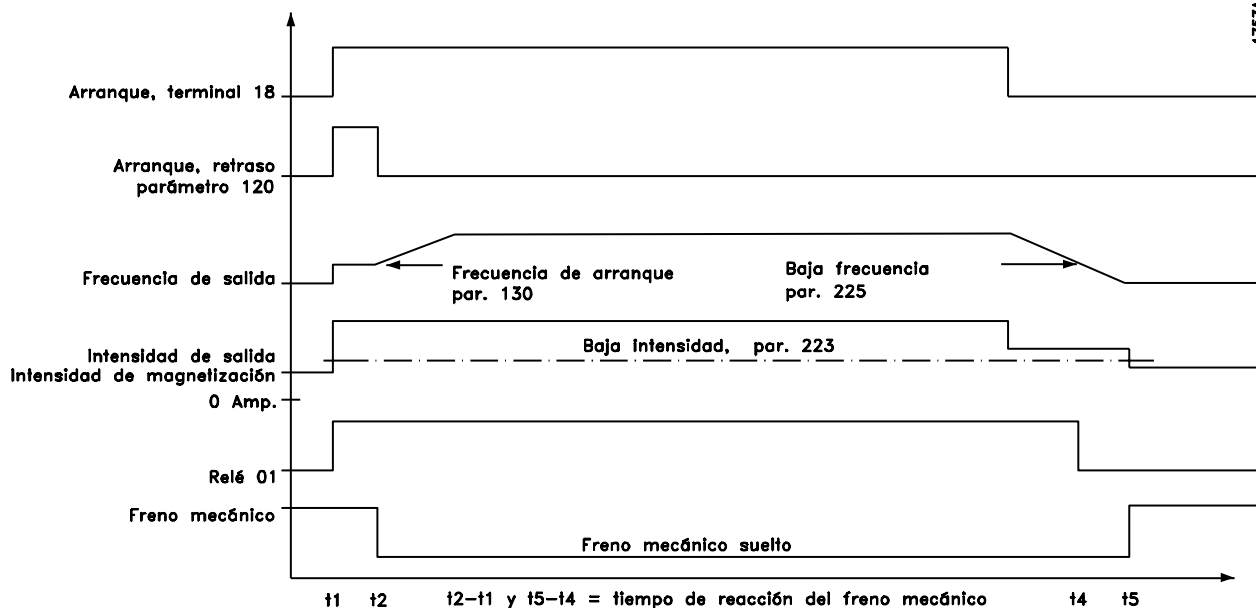 Arranque, terminal 18
Arranque, retraso
parámetro 120
Frecuencia de salida
Frecuencia de arranque
par. 130
Baja frecuencia
par. 225
Intensidad de salida
Baja intensidad, par. 223
Intensidad de magnetización
0 Amp.
Relé 01
Freno mecánico
Freno mecánico suelto
t1 t2 t2-t1 y t5-t4 = tiempo de reacción del freno mecánico t4 t5